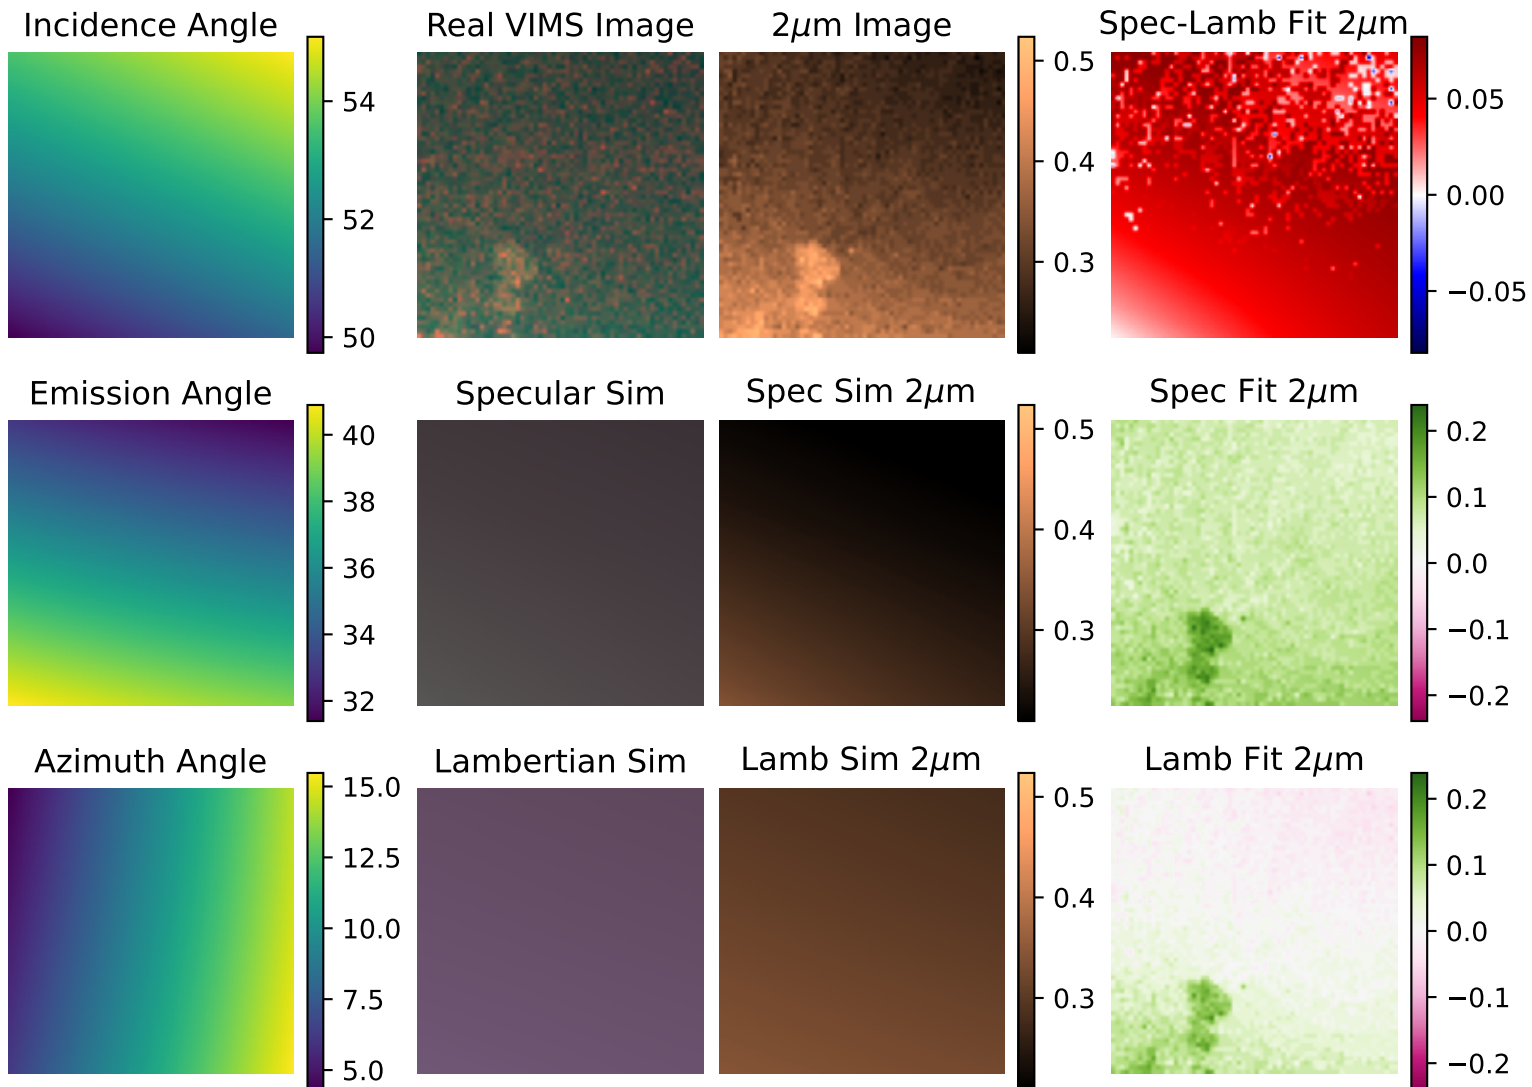 Incidence Angle
54
52
50
Real VIMS Image
2μm Image
0.5
0.4
0.3
Spec-Lamb Fit 2μm
0.05
0.00
−0.05
Emission Angle
40
38
36
34
32
Specular Sim
Spec Sim 2μm
0.5
0.4
0.3
Spec Fit 2μm
0.2
0.1
0.0
−0.1
−0.2
Azimuth Angle
15.0
12.5
10.0
7.5
5.0
Lambertian Sim
Lamb Sim 2μm
0.5
0.4
0.3
Lamb Fit 2μm
0.2
0.1
0.0
−0.1
−0.2